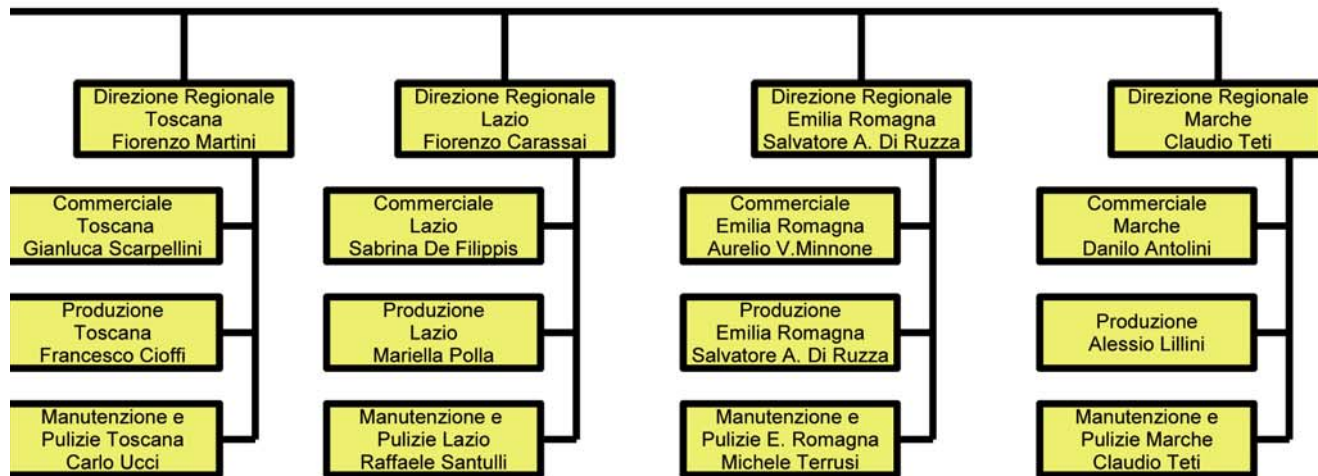 Direzione Regionale
Toscana
Fiorenzo Martini
Direzione Regionale
Lazio
Fiorenzo Carassai
Direzione Regionale
Emilia Romagna
Salvatore A. Di Ruzza
Direzione Regionale
Marche
Claudio Teti
Commerciale
Toscana
Gianluca Scarpellini
Commerciale
Lazio
Sabrina De Filippis
Commerciale
Emilia Romagna
Aurelio V.Minnone
Commerciale
Marche
Danilo Antolini
Produzione
Toscana
Francesco Cioffi
Produzione
Lazio
Mariella Polla
Produzione
Emilia Romagna
Salvatore A. Di Ruzza
Produzione
Alessio Lillini
Manutenzione e
Pulizie Toscana
Carlo Ucci
Manutenzione e
Pulizie Lazio
Raffaele Santulli
Manutenzione e
Pulizie E. Romagna
Michele Terrusi
Manutenzione e
Pulizie Marche
Claudio Teti